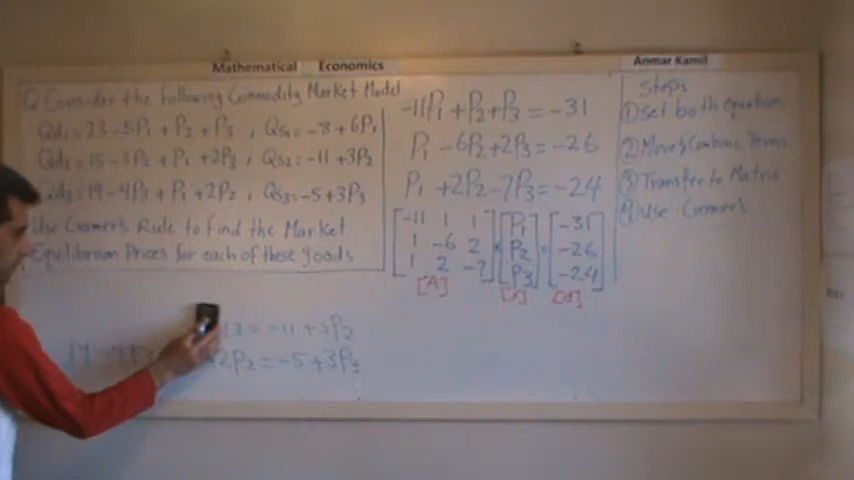 Mathematical Economics
Anmar Kamil
Q Consider the following Commodity Market Model
Qd1 = 23 - 5P1 + P2 + P3 , Qs1 = -8 + 6P1
Qd2 = 15 - 3P2 + P1 + 2P3 , Qs2 = -11 + 3P2
Qd3 = 19 - 4P3 + P1 + 2P2 , Qs3 = -5 + 3P3
Use Cramer's Rule to find the Market
Equilibrium Prices for each of these goods
= -11 + 3P2
2P2 = -5 + 3P3
-11P1 + P2 + P3 = -31
P1 - 6P2 + 2P3 = -26
P1 + 2P2 - 7P3 = -24
-11 1 1 P1 -31
1 -6 2 P2 = -26
1 2 -7 P3 -24
[A] [d]
Steps
① Set both Equation
② Move & Combine Terms
③ Transfer to Matrix
④ Use Cramer's